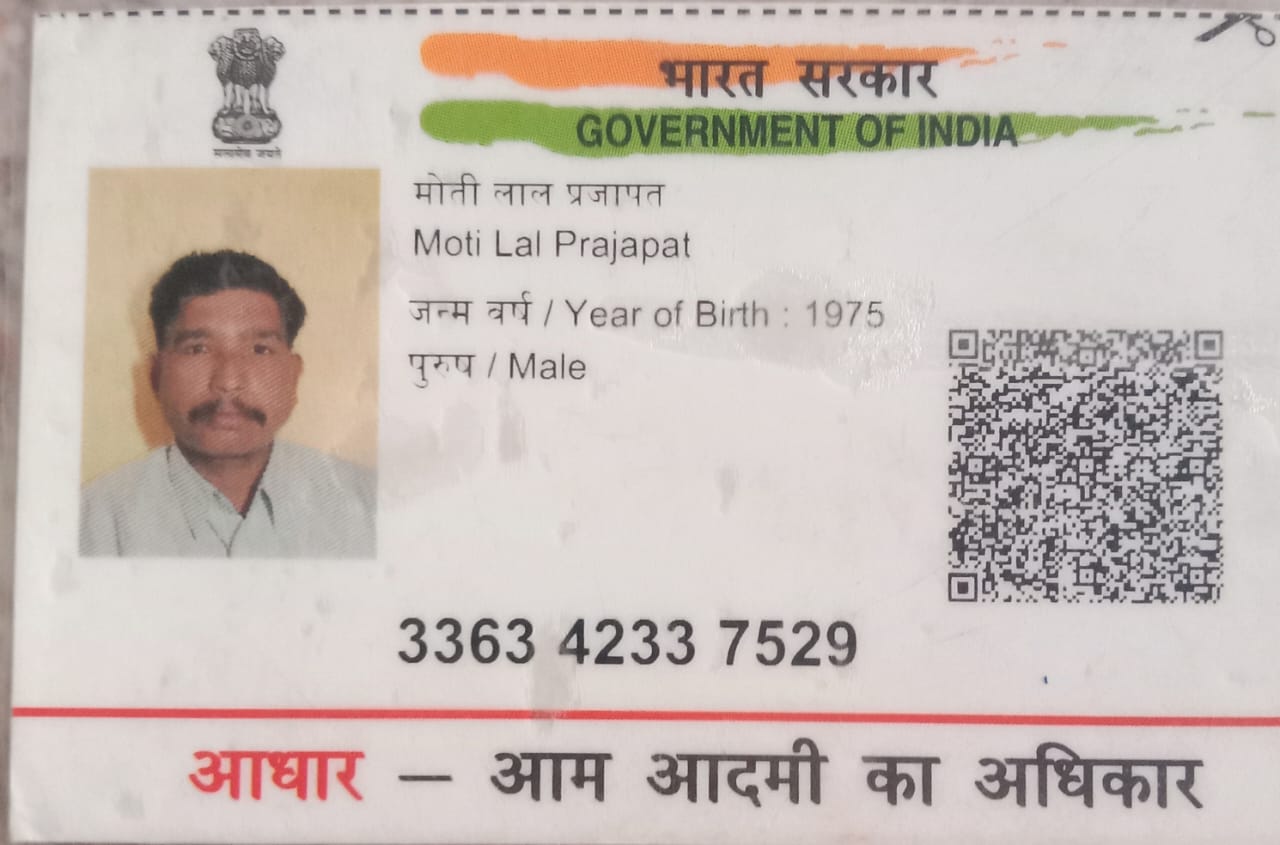 भारत सरकार
GOVERNMENT OF INDIA
सत्यमेव जयते
मोती लाल प्रजापत
Moti Lal Prajapat
जन्म वर्ष / Year of Birth : 1975
पुरुष / Male
3363 4233 7529
आधार — आम आदमी का अधिकार